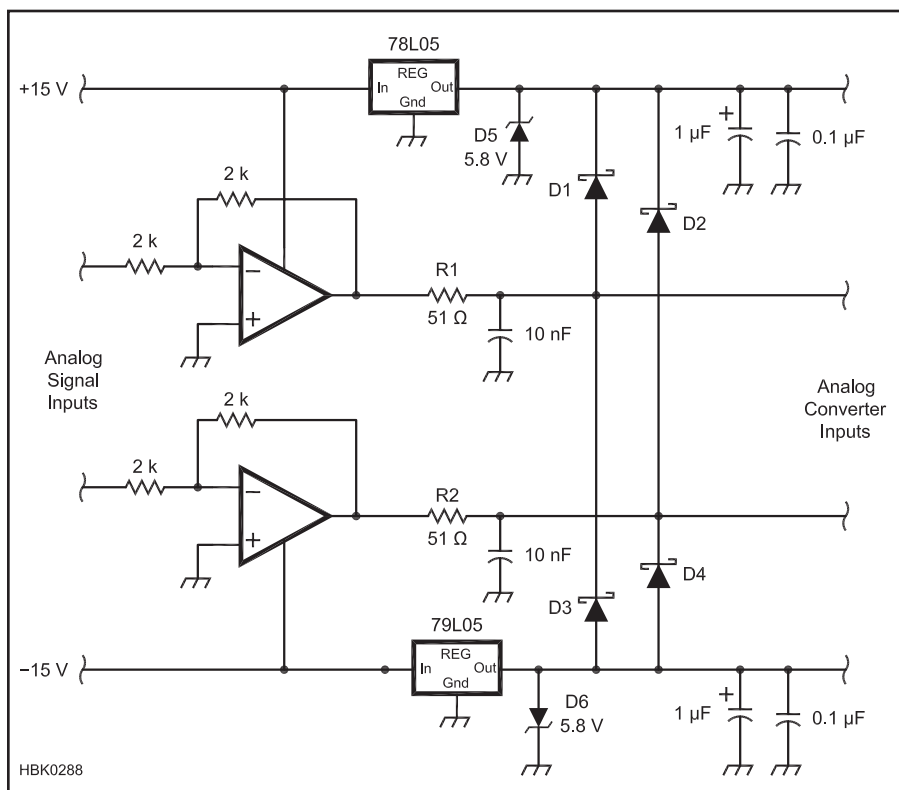 78L05
+15 V
REG
In
Out
Gnd
D5
5.8 V
D1
D2
+
1 µF
0.1 µF
2 k
2 k
−
+
R1
51 Ω
10 nF
Analog
Signal
Inputs
Analog
Converter
Inputs
2 k
2 k
−
+
R2
51 Ω
10 nF
D4
D3
79L05
−15 V
REG
In
Out
Gnd
D6
5.8 V
+
1 µF
0.1 µF
HBK0288